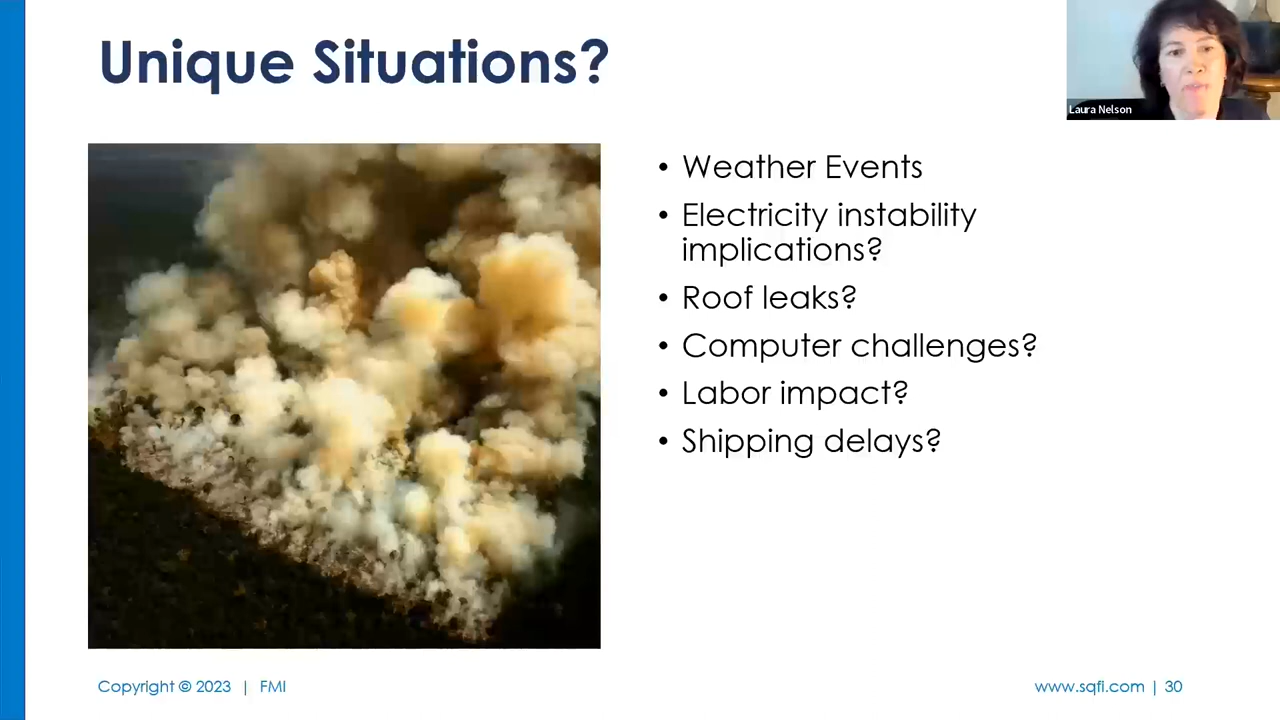 Unique Situations?
Laura Nelson
• Weather Events
• Electricity instability
implications?
• Roof leaks?
• Computer challenges?
• Labor impact?
• Shipping delays?
Copyright © 2023 | FMI
www.sqfi.com | 30